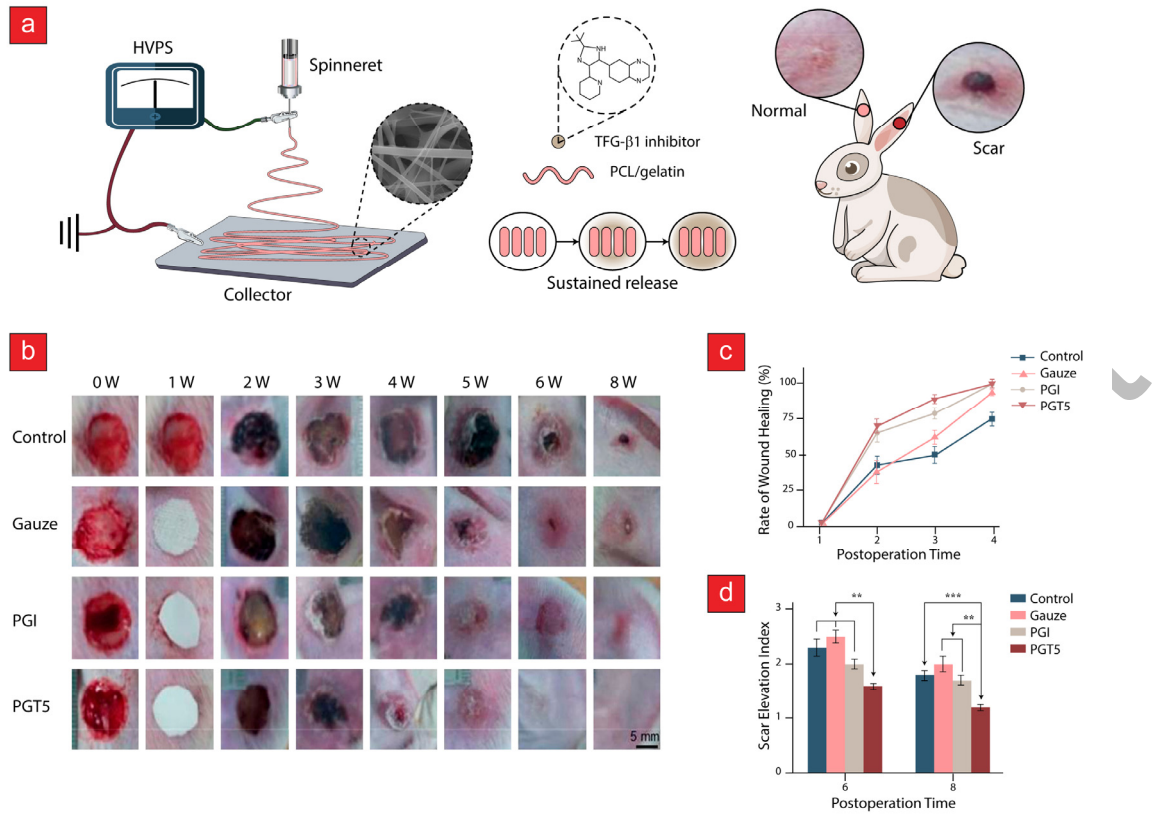 a
HVPS
Spinneret
Collector
N
NH
N
N
N
TFG-β1 inhibitor
PCL/gelatin
Sustained release
Normal
Scar
b
0 W 1 W 2 W 3 W 4 W 5 W 6 W 8 W
Control
Gauze
PGI
PGT5
5 mm
c
Rate of Wound Healing (%)
100
75
50
25
0
1 2 3 4
Postoperation Time
Control
Gauze
PGI
PGT5
d
Scar Elevation Index
3
2
1
0
** *** **
6 8
Postoperation Time
Control
Gauze
PGI
PGT5